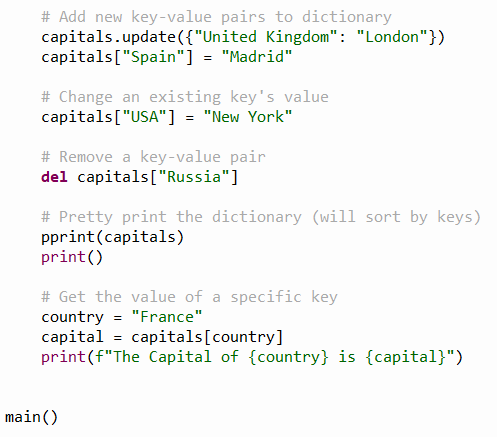 # Add new key-value pairs to dictionary
capitals.update({"United Kingdom": "London"})
capitals["Spain"] = "Madrid"
# Change an existing key's value
capitals["USA"] = "New York"
# Remove a key-value pair
del capitals["Russia"]
# Pretty print the dictionary (will sort by keys)
pprint(capitals)
print()
# Get the value of a specific key
country = "France"
capital = capitals[country]
print(f"The Capital of {country} is {capital}")
main()